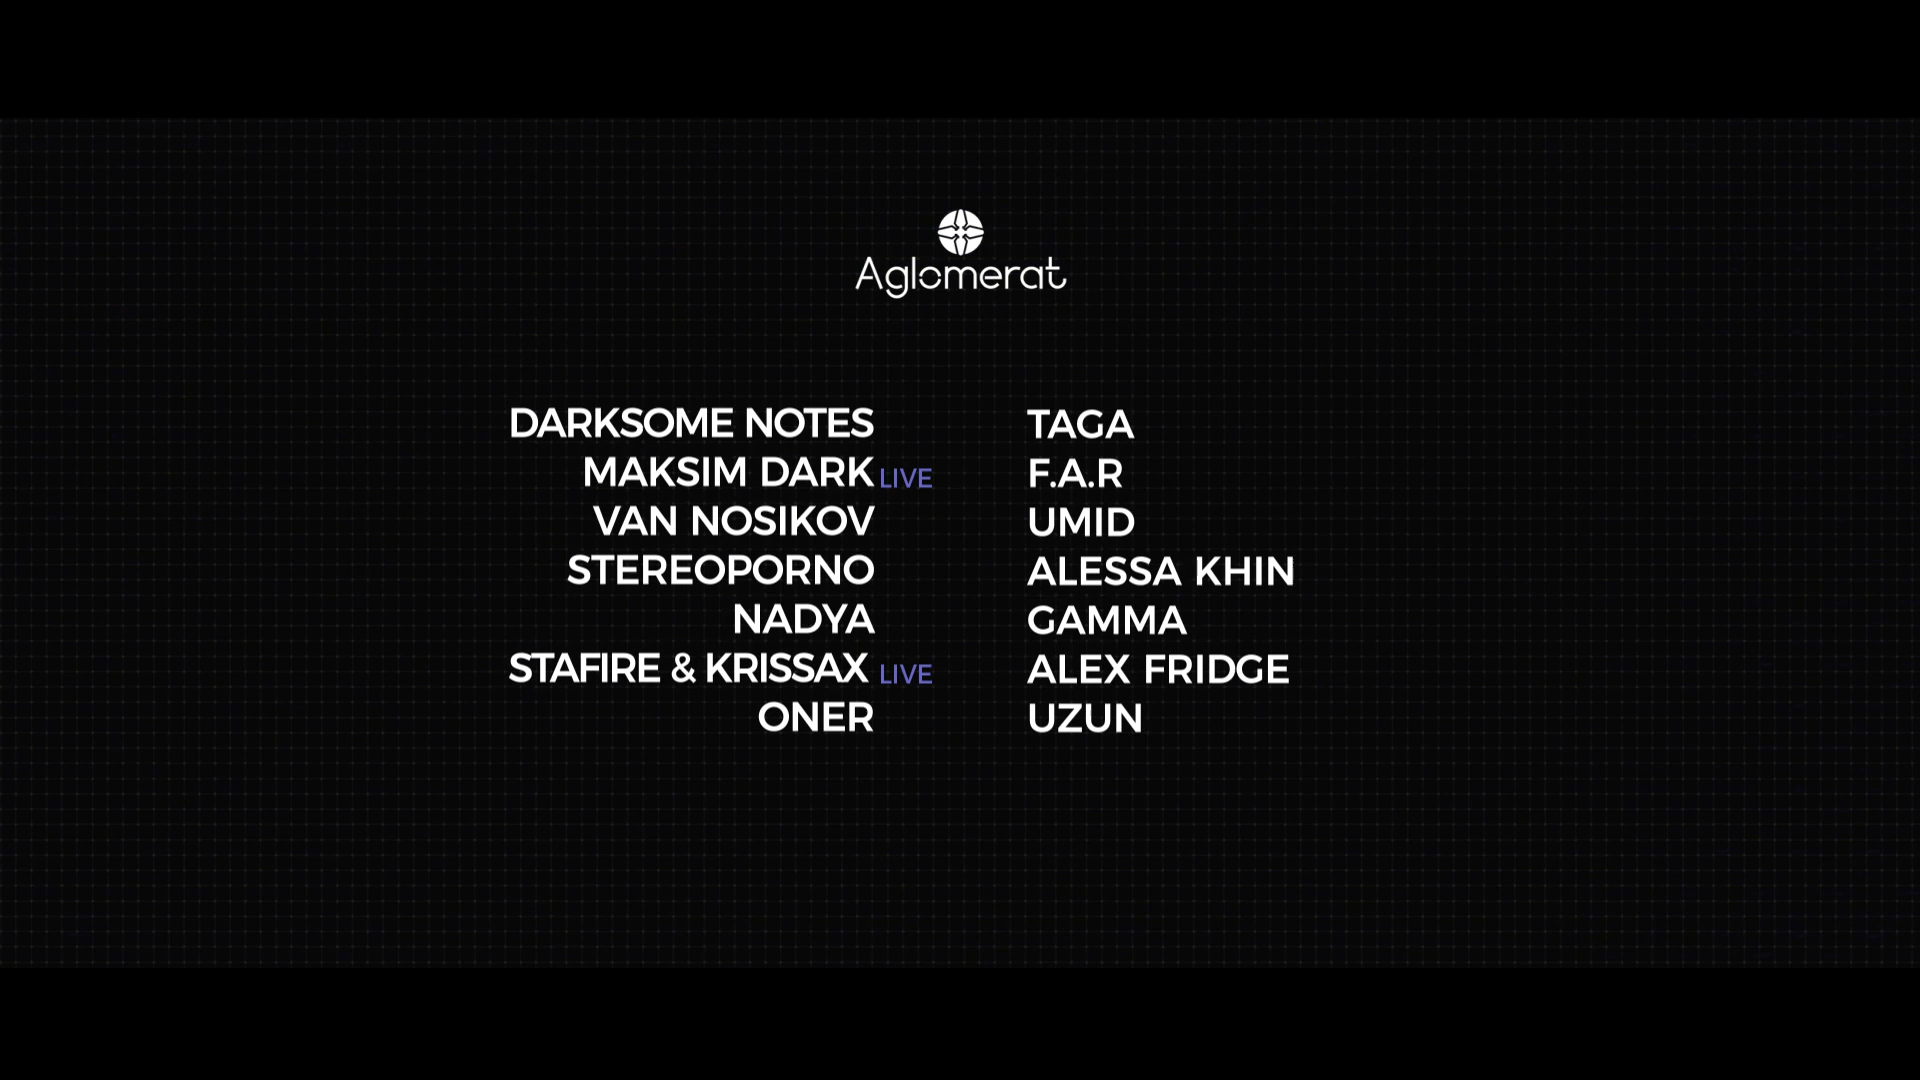 Aglomerat
DARKSOME NOTES
MAKSIM DARK LIVE
VAN NOSIKOV
STEREOPORNO
NADYA
STAFIRE & KRISSAX LIVE
ONER
TAGA
F.A.R
UMID
ALESSA KHIN
GAMMA
ALEX FRIDGE
UZUN